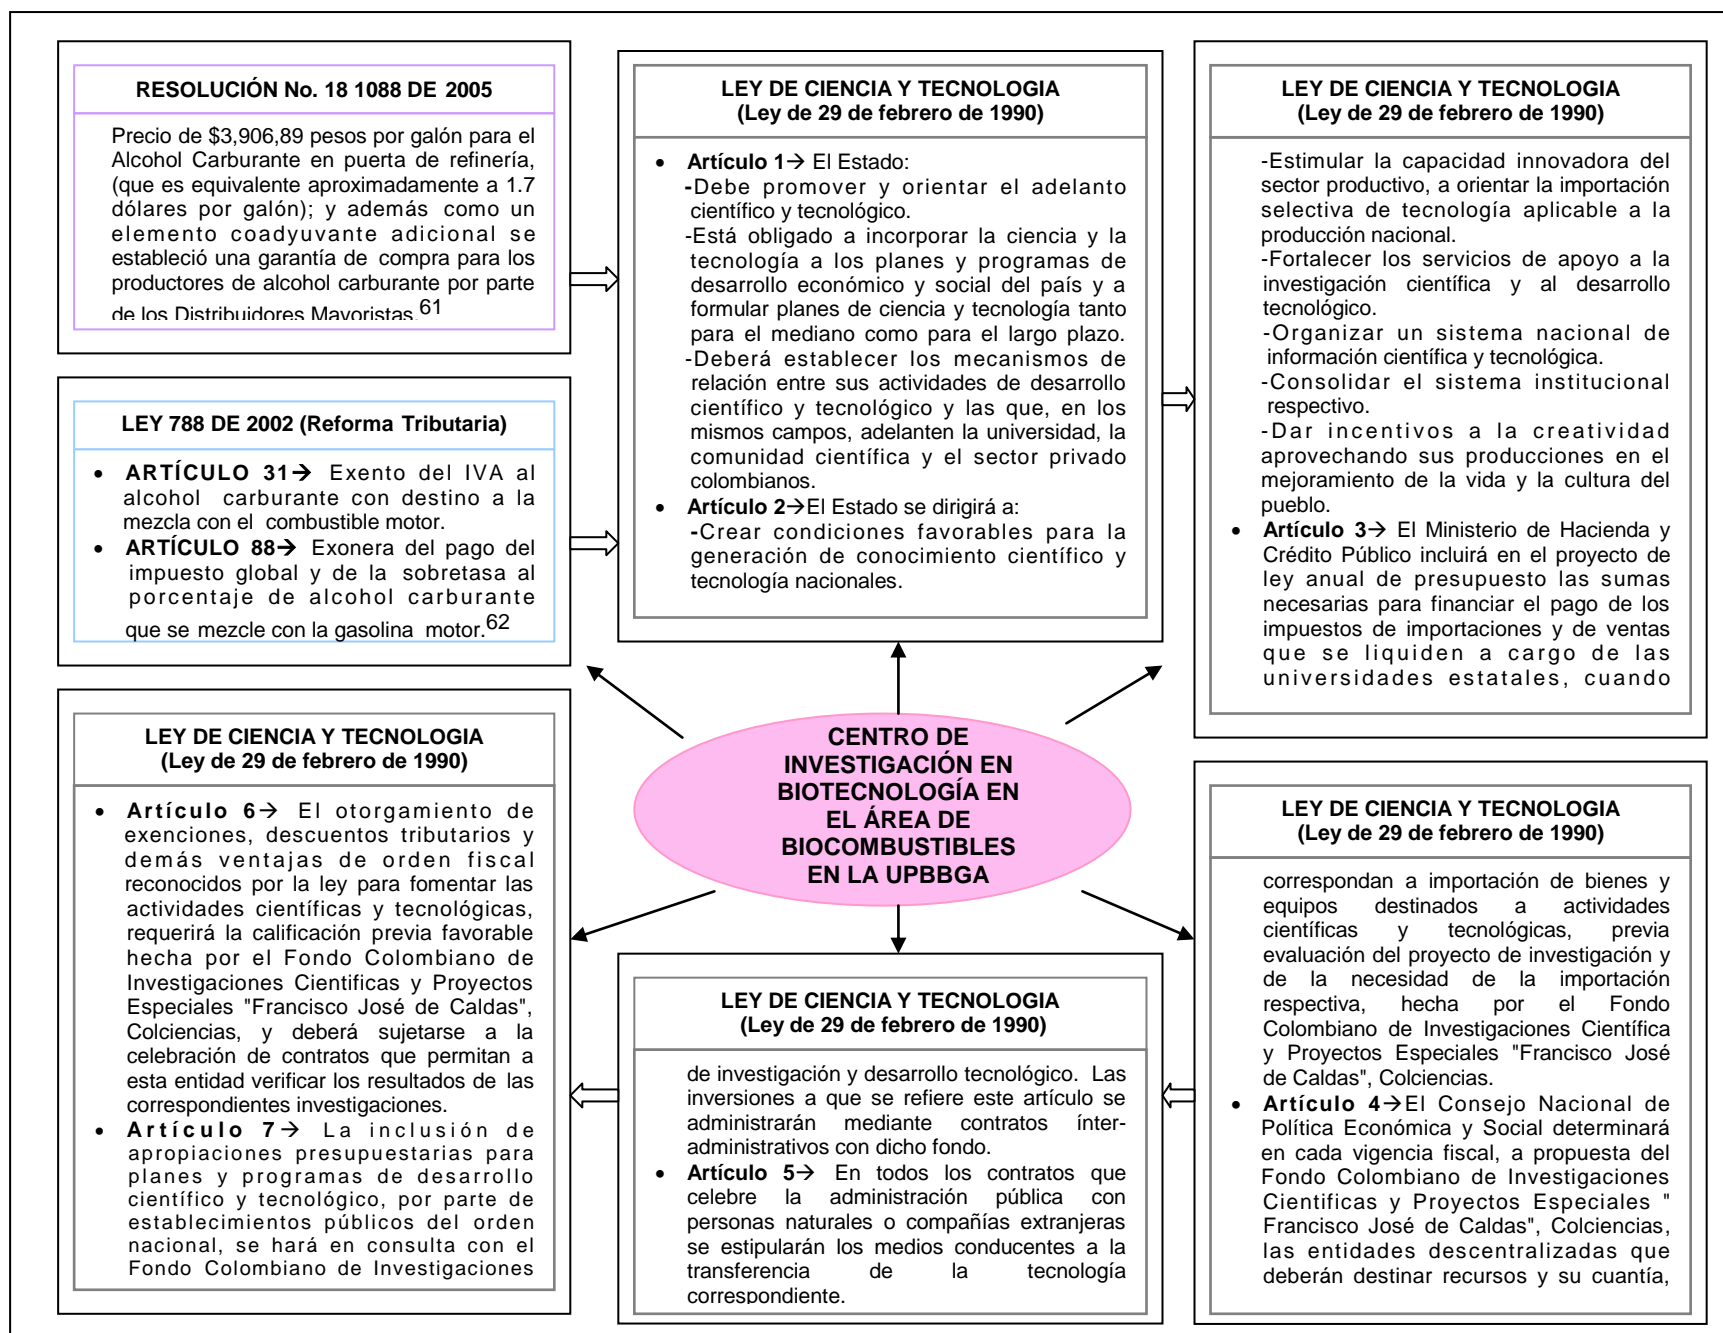 RESOLUCIÓN No. 18 1088 DE 2005
Precio de $3,906,89 pesos por galón para el
Alcohol Carburante en puerta de refinería,
(que es equivalente aproximadamente a 1.7
dólares por galón); y además como un
elemento coadyuvante adicional se
estableció una garantía de compra para los
productores de alcohol carburante por parte
de los Distribuidores Mayoristas.61
LEY 788 DE 2002 (Reforma Tributaria)
• ARTÍCULO 31→ Exento del IVA al
alcohol carburante con destino a la
mezcla con el combustible motor.
• ARTÍCULO 88→ Exonera del pago del
impuesto global y de la sobretasa al
porcentaje de alcohol carburante
que se mezcle con la gasolina motor.62
LEY DE CIENCIA Y TECNOLOGIA
(Ley de 29 de febrero de 1990)
• Artículo 1→ El Estado:
-Debe promover y orientar el adelanto
científico y tecnológico.
-Está obligado a incorporar la ciencia y la
tecnología a los planes y programas de
desarrollo económico y social del país y a
formular planes de ciencia y tecnología tanto
para el mediano como para el largo plazo.
-Deberá establecer los mecanismos de
relación entre sus actividades de desarrollo
científico y tecnológico y las que, en los
mismos campos, adelanten la universidad, la
comunidad científica y el sector privado
colombianos.
• Artículo 2→El Estado se dirigirá a:
-Crear condiciones favorables para la
generación de conocimiento científico y
tecnología nacionales.
LEY DE CIENCIA Y TECNOLOGIA
(Ley de 29 de febrero de 1990)
-Estimular la capacidad innovadora del
sector productivo, a orientar la importación
selectiva de tecnología aplicable a la
producción nacional.
-Fortalecer los servicios de apoyo a la
investigación científica y al desarrollo
tecnológico.
-Organizar un sistema nacional de
información científica y tecnológica.
-Consolidar el sistema institucional
respectivo.
-Dar incentivos a la creatividad
aprovechando sus producciones en el
mejoramiento de la vida y la cultura del
pueblo.
• Artículo 3→ El Ministerio de Hacienda y
Crédito Público incluirá en el proyecto de
ley anual de presupuesto las sumas
necesarias para financiar el pago de los
impuestos de importaciones y de ventas
que se liquiden a cargo de las
universidades estatales, cuando
CENTRO DE
INVESTIGACIÓN EN
BIOTECNOLOGÍA EN
EL ÁREA DE
BIOCOMBUSTIBLES
EN LA UPBBGA
LEY DE CIENCIA Y TECNOLOGIA
(Ley de 29 de febrero de 1990)
correspondan a importación de bienes y
equipos destinados a actividades
científicas y tecnológicas, previa
evaluación del proyecto de investigación y
de la necesidad de la importación
respectiva, hecha por el Fondo
Colombiano de Investigaciones Científica
y Proyectos Especiales "Francisco José
de Caldas", Colciencias.
• Artículo 4→El Consejo Nacional de
Política Económica y Social determinará
en cada vigencia fiscal, a propuesta del
Fondo Colombiano de Investigaciones
Cientificas y Proyectos Especiales "
Francisco José de Caldas", Colciencias,
las entidades descentralizadas que
deberán destinar recursos y su cuantía,
LEY DE CIENCIA Y TECNOLOGIA
(Ley de 29 de febrero de 1990)
de investigación y desarrollo tecnológico. Las
inversiones a que se refiere este artículo se
administrarán mediante contratos ínter-
administrativos con dicho fondo.
• Artículo 5→ En todos los contratos que
celebre la administración pública con
personas naturales o compañías extranjeras
se estipularán los medios conducentes a la
transferencia de la tecnología
correspondiente.
LEY DE CIENCIA Y TECNOLOGIA
(Ley de 29 de febrero de 1990)
• Artículo 6→ El otorgamiento de
exenciones, descuentos tributarios y
demás ventajas de orden fiscal
reconocidos por la ley para fomentar las
actividades científicas y tecnológicas,
requerirá la calificación previa favorable
hecha por el Fondo Colombiano de
Investigaciones Cientificas y Proyectos
Especiales "Francisco José de Caldas",
Colciencias, y deberá sujetarse a la
celebración de contratos que permitan a
esta entidad verificar los resultados de las
correspondientes investigaciones.
• Artículo 7→ La inclusión de
apropiaciones presupuestarias para
planes y programas de desarrollo
científico y tecnológico, por parte de
establecimientos públicos del orden
nacional, se hará en consulta con el
Fondo Colombiano de Investigaciones